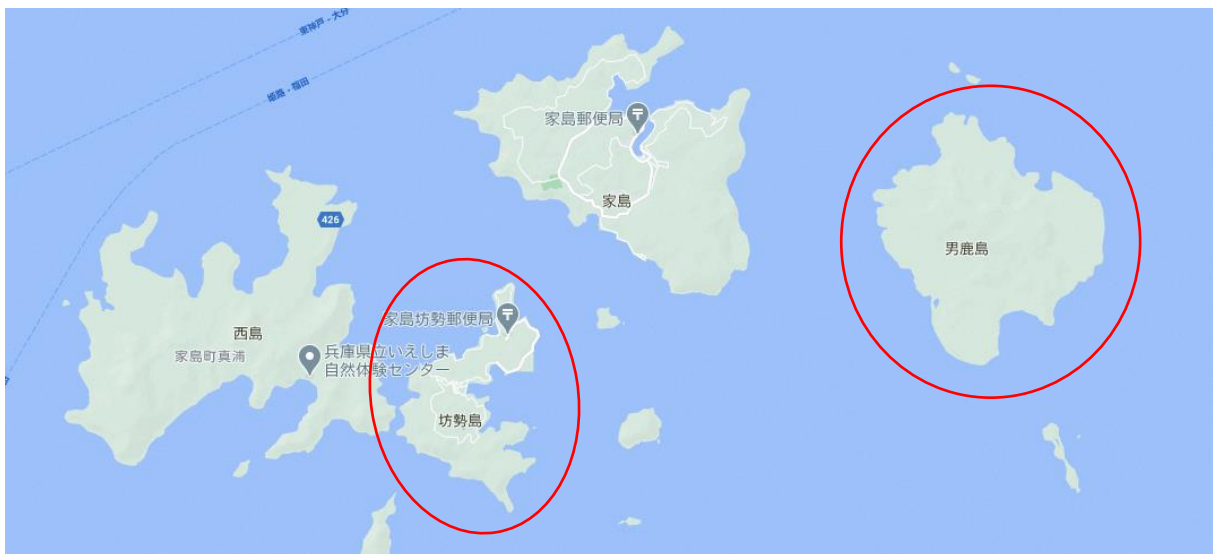 東神戸 - 大分
姫路 - 福田
家島郵便局
家島
426
男鹿島
家島坊勢郵便局
西島
家島町真浦
兵庫県立いえしま
自然体験センター
坊勢島